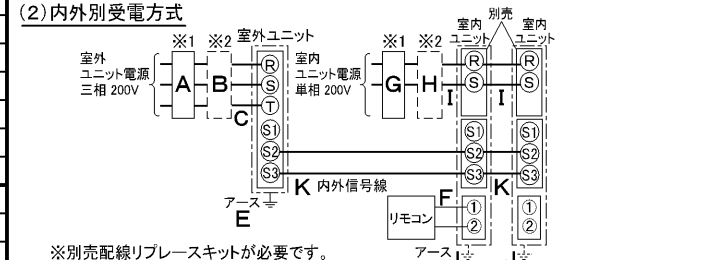 (2)内外別受電方式
※1 ※2 室外ユニット
室外
ユニット電源
三相 200V
A B C
R
S
T
S1
S2
S3
アース
E
室内
ユニット電源
単相 200V
※1 ※2
G H I I
別売
室内
ユニット
室内
ユニット
R R
S S
S1 S1
S2 S2
S3 S3
K 内外信号線
K
F
リモコン
① ①
② ②
アース
※別売配線リプレースキットが必要です。